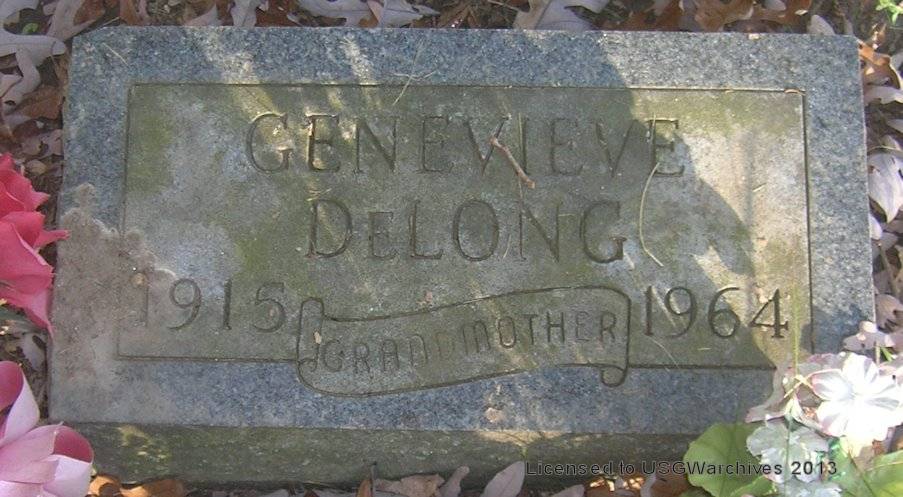 GENEVIEVE
DeLONG
1915 GRANDMOTHER 1964
Licensed to USGWarchives 2013